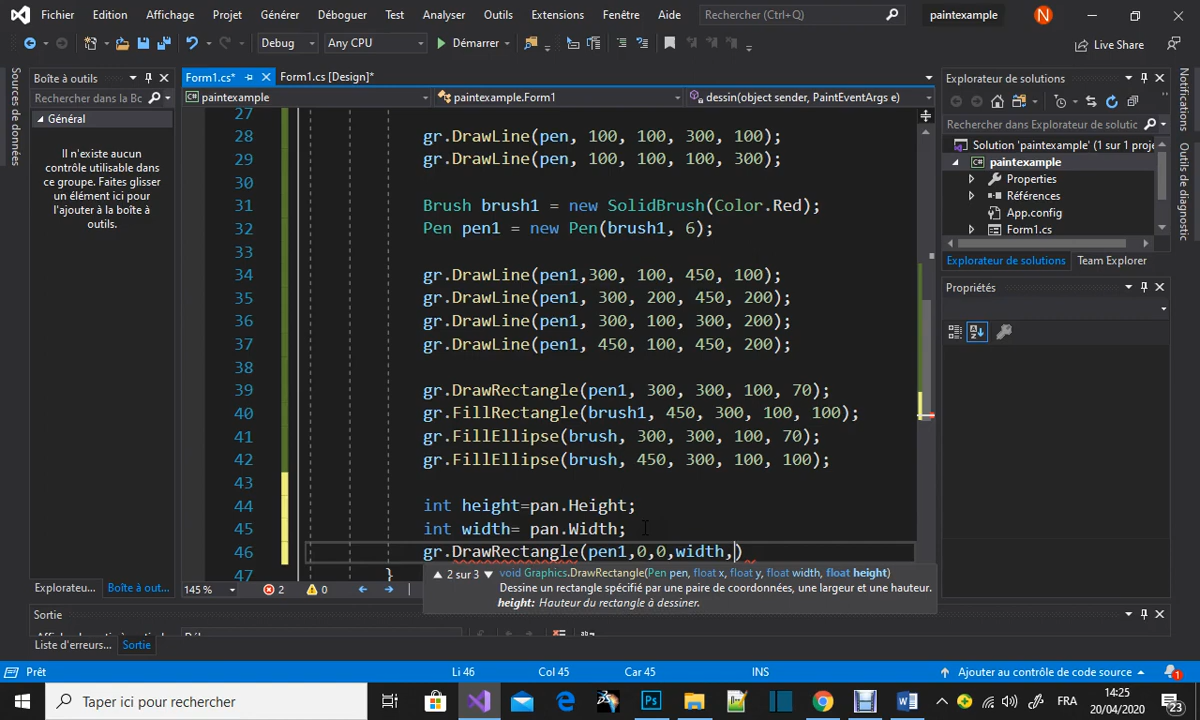 Fichier Edition Affichage Projet Générer Déboguer Test Analyser Outils Extensions Fenêtre Aide Rechercher (Ctrl+Q) paintexample N
Debug Any CPU Démarrer Live Share
Sources de données
Boîte à outils
Rechercher dans la Bc
Général
Il n'existe aucun
contrôle utilisable dans
ce groupe. Faites glisser
un élément ici pour
l'ajouter à la boîte à
outils.
Explorateur... Boîte à outi...
Form1.cs* Form1.cs [Design]*
paintexample paintexample.Form1 dessin(object sender, PaintEventArgs e)
27
28 gr.DrawLine(pen, 100, 100, 300, 100);
29 gr.DrawLine(pen, 100, 100, 100, 300);
30
31 Brush brush1 = new SolidBrush(Color.Red);
32 Pen pen1 = new Pen(brush1, 6);
33
34 gr.DrawLine(pen1,300, 100, 450, 100);
35 gr.DrawLine(pen1, 300, 200, 450, 200);
36 gr.DrawLine(pen1, 300, 100, 300, 200);
37 gr.DrawLine(pen1, 450, 100, 450, 200);
38
39 gr.DrawRectangle(pen1, 300, 300, 100, 70);
40 gr.FillRectangle(brush1, 450, 300, 100, 100);
41 gr.FillEllipse(brush, 300, 300, 100, 70);
42 gr.FillEllipse(brush, 450, 300, 100, 100);
43
44 int height=pan.Height;
45 int width= pan.Width;
46 gr.DrawRectangle(pen1,0,0,width,)
47 }
2 sur 3 void Graphics.DrawRectangle(Pen pen, float x, float y, float width, float height)
Dessine un rectangle spécifié par une paire de coordonnées, une largeur et une hauteur.
height: Hauteur du rectangle à dessiner.
145 % 2 0
Explorateur de solutions
Rechercher dans Explorateur de solutic
Solution 'paintexample' (1 sur 1 proje
paintexample
Properties
Références
App.config
Form1.cs
Explorateur de solutions Team Explorer
Propriétés
Notifications
Outils de diagnostic
Sortie
Liste d'erreurs... Sortie
Prêt Li 46 Col 45 Car 45 INS Ajouter au contrôle de code source 1
Taper ici pour rechercher FRA 14:25
20/04/2020 23